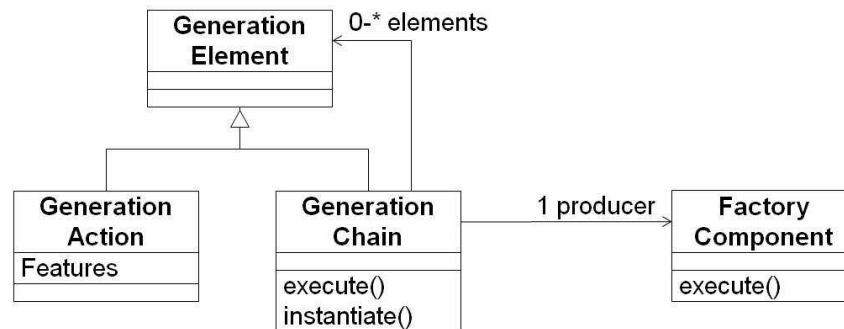 Generation
Element
0-* elements
Generation
Action
Features
Generation
Chain
execute()
instantiate()
1 producer
Factory
Component
execute()